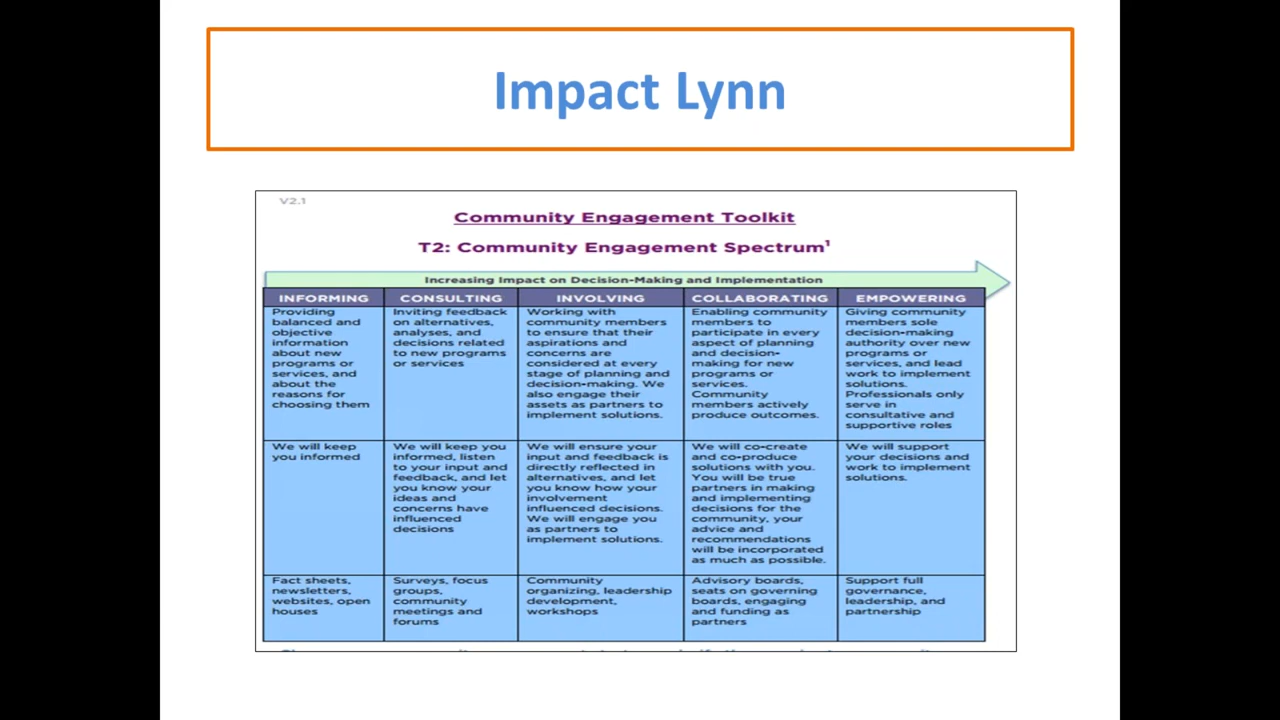 Impact Lynn
V2.1
Community Engagement Toolkit
T2: Community Engagement Spectrum¹
Increasing Impact on Decision-Making and Implementation
INFORMING
Providing
balanced and
objective
information
about new
programs or
services, and
about the
reasons for
choosing them
We will keep
you informed
Fact sheets,
newsletters,
websites, open
houses
CONSULTING
Inviting feedback
on alternatives,
analyses, and
decisions related
to new programs
or services
We will keep you
informed, listen
to your input and
feedback, and let
you know your
ideas and
concerns have
influenced
decisions
Surveys, focus
groups,
community
meetings and
forums
INVOLVING
Working with
community members
to ensure that their
aspirations and
concerns are
considered at every
stage of planning and
decision-making. We
also engage their
assets as partners to
implement solutions.
We will ensure your
input and feedback is
directly reflected in
alternatives, and let
you know how your
involvement
influenced decisions.
We will engage you
as partners to
implement solutions.
Community
organizing, leadership
development,
workshops
COLLABORATING
Enabling community
members to
participate in every
aspect of planning
and decision-
making for new
programs or
services.
Community
members actively
produce outcomes.
We will co-create
and co-produce
solutions with you.
You will be true
partners in making
and implementing
decisions for the
community, your
advice and
recommendations
will be incorporated
as much as possible.
Advisory boards,
seats on governing
boards, engaging
and funding as
partners
EMPOWERING
Giving community
members sole
decision-making
authority over new
programs or
services, and lead
work to implement
solutions.
Professionals only
serve in
consultative and
supportive roles
We will support
your decisions and
work to implement
solutions.
Support full
governance,
leadership, and
partnership